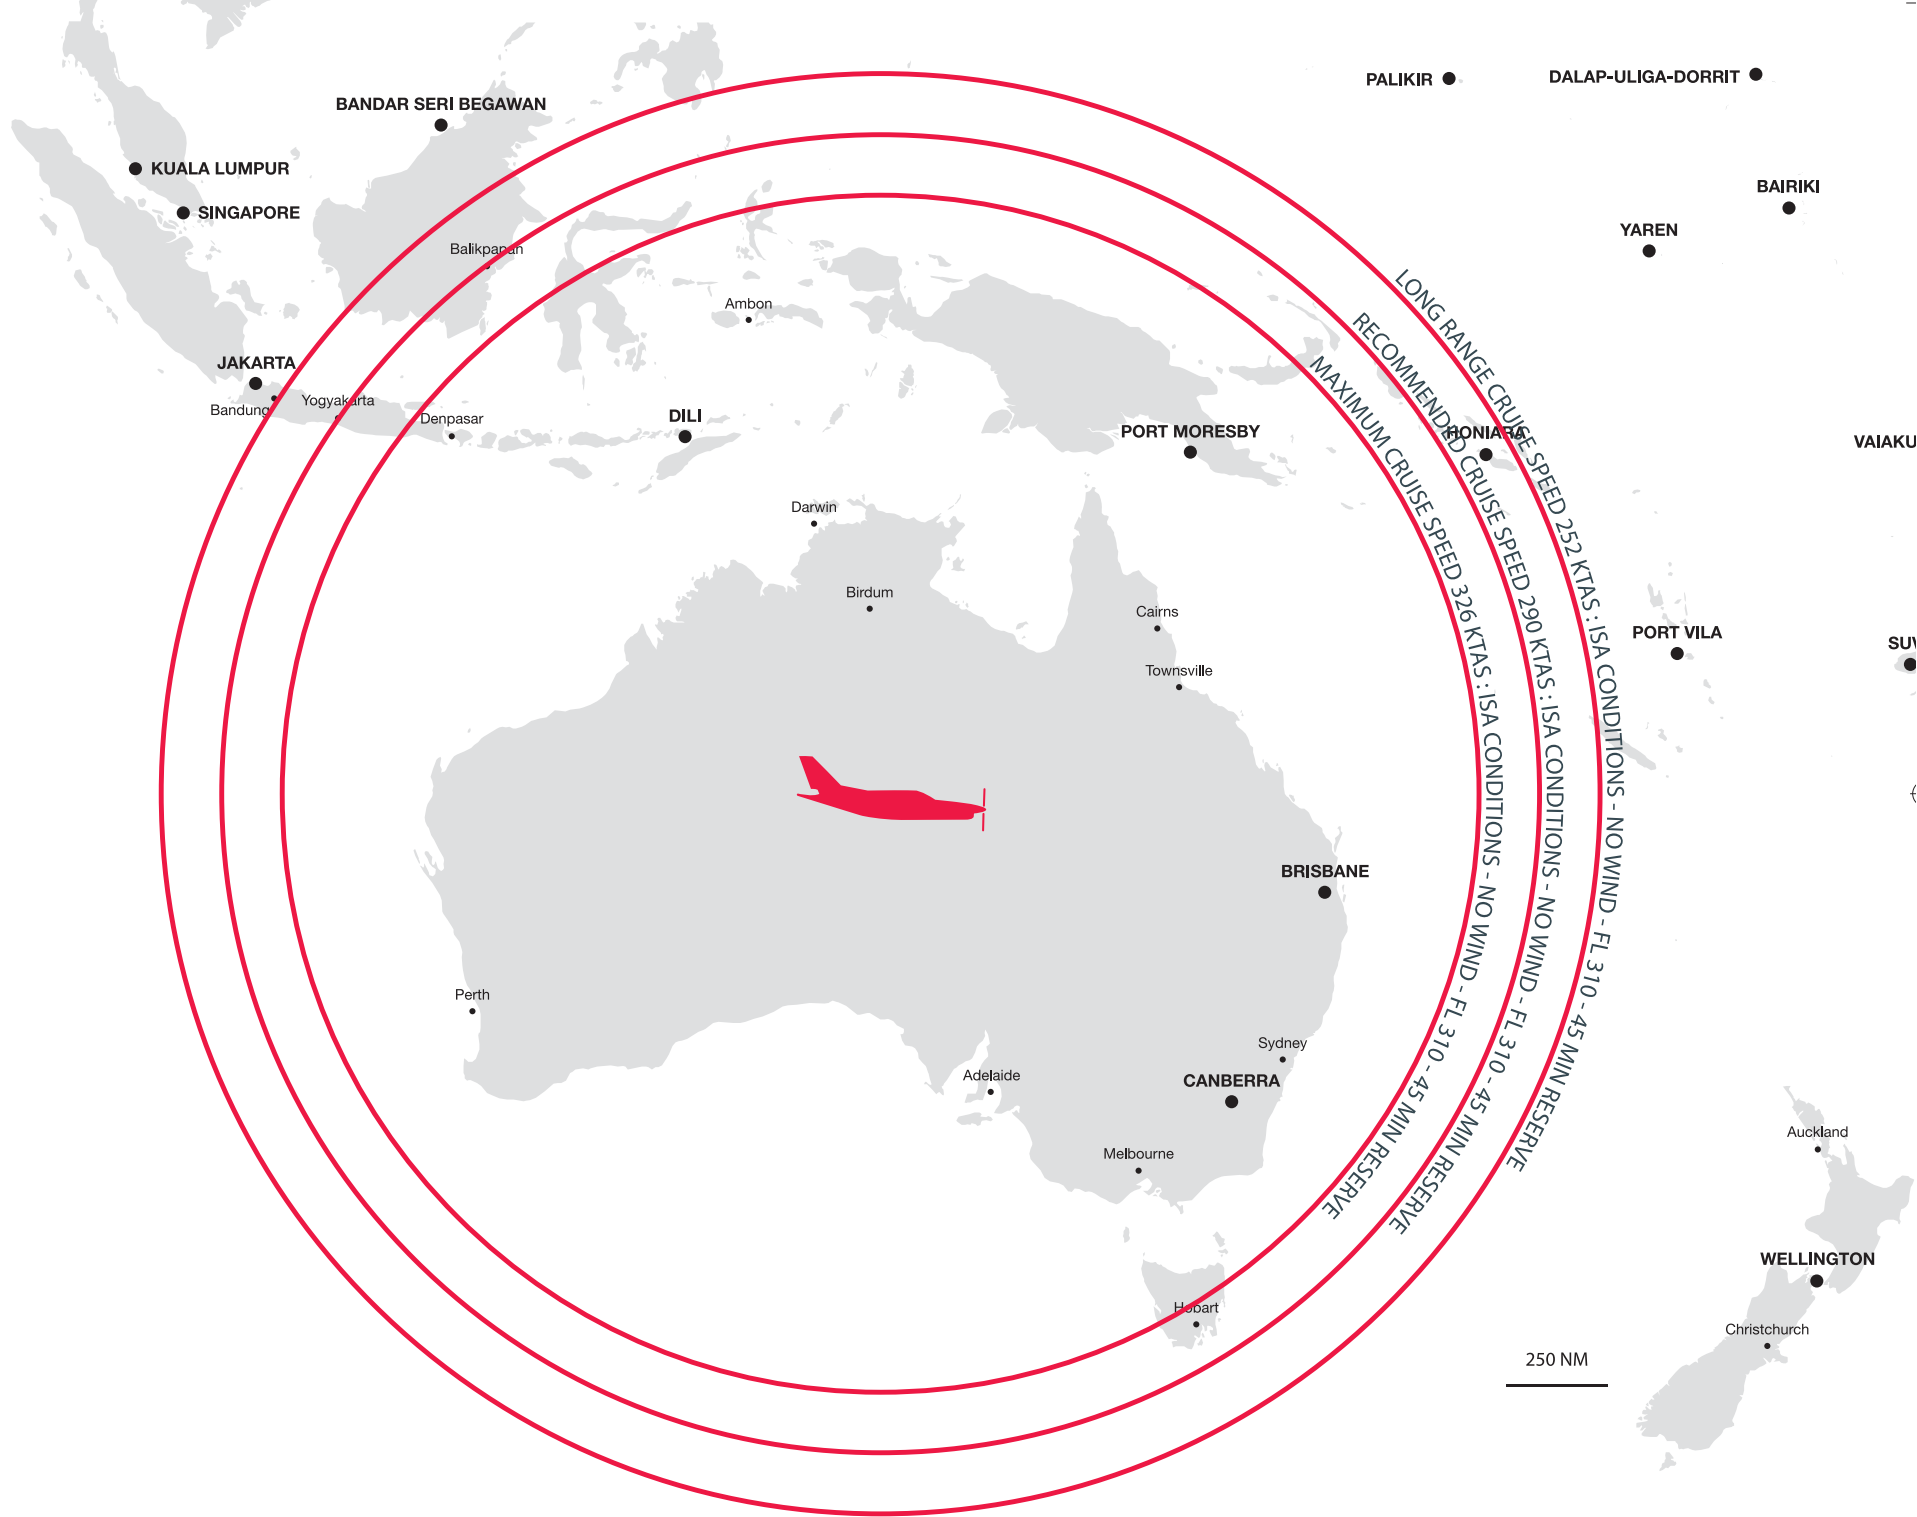 PALIKIR
DALAP-ULIGA-DORRIT
BANDAR SERI BEGAWAN
KUALA LUMPUR
SINGAPORE
BAIRIKI
YAREN
Balikpapan
Ambon
JAKARTA
Bandung
Yogyakarta
Denpasar
DILI
PORT MORESBY
HONIARA
VAIAKU
Darwin
Birdum
Cairns
Townsville
PORT VILA
SUV
LONG RANGE CRUISE SPEED 252 KTAS : ISA CONDITIONS - NO WIND - FL 310 - 45 MIN RESERVE
RECOMMENDED CRUISE SPEED 290 KTAS : ISA CONDITIONS - NO WIND - FL 310 - 45 MIN RESERVE
MAXIMUM CRUISE SPEED 326 KTAS : ISA CONDITIONS - NO WIND - FL 310 - 45 MIN RESERVE
BRISBANE
Perth
Sydney
Adelaide
CANBERRA
Melbourne
Auckland
WELLINGTON
Hobart
Christchurch
250 NM